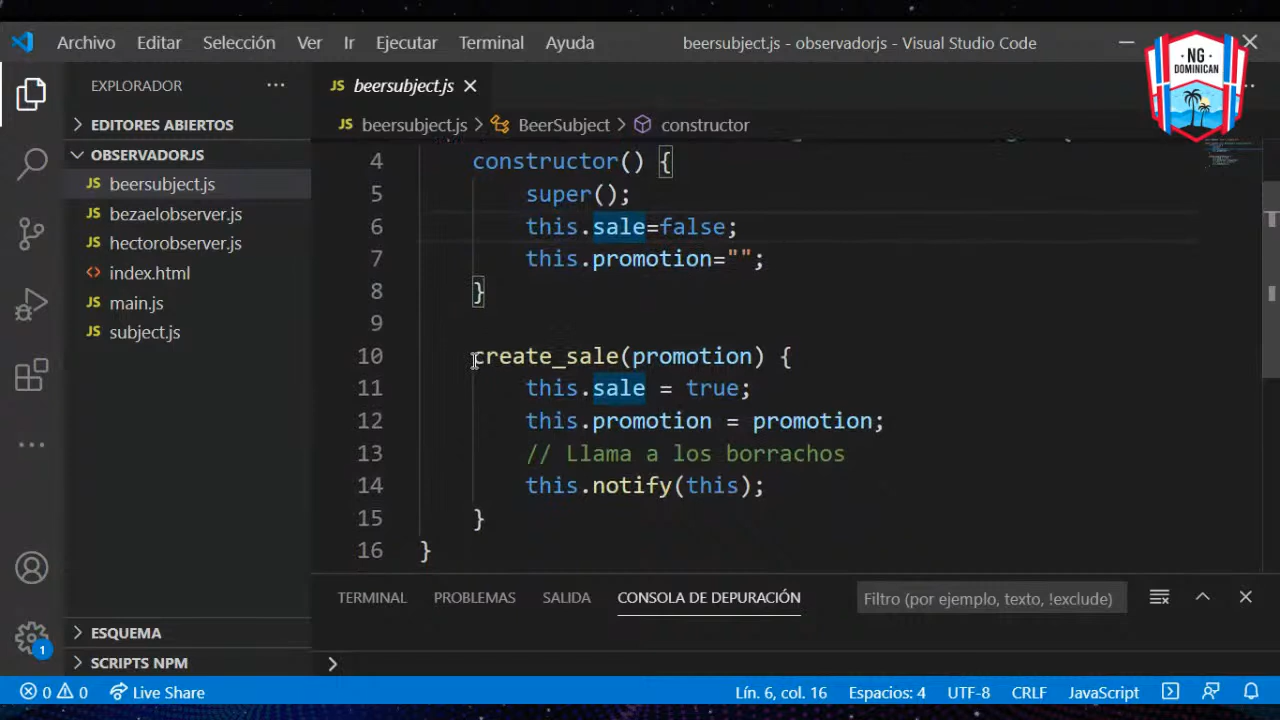 Archivo Editar Selección Ver Ir Ejecutar Terminal Ayuda beersubject.js - observadorjs - Visual Studio Code
NG
DOMINICAN
EXPLORADOR
EDITORES ABIERTOS
OBSERVADORJS
JS beersubject.js
JS bezaelobserver.js
JS hectorobserver.js
<> index.html
JS main.js
JS subject.js
ESQUEMA
SCRIPTS NPM
JS beersubject.js
JS beersubject.js > BeerSubject > constructor
4 constructor() {
5 super();
6 this.sale=false;
7 this.promotion="";
8 }
9
10 create_sale(promotion) {
11 this.sale = true;
12 this.promotion = promotion;
13 // Llama a los borrachos
14 this.notify(this);
15 }
16 }
TERMINAL PROBLEMAS SALIDA CONSOLA DE DEPURACIÓN Filtro (por ejemplo, texto, !exclude)
>
1
0 0 Live Share Lín. 6, col. 16 Espacios: 4 UTF-8 CRLF JavaScript